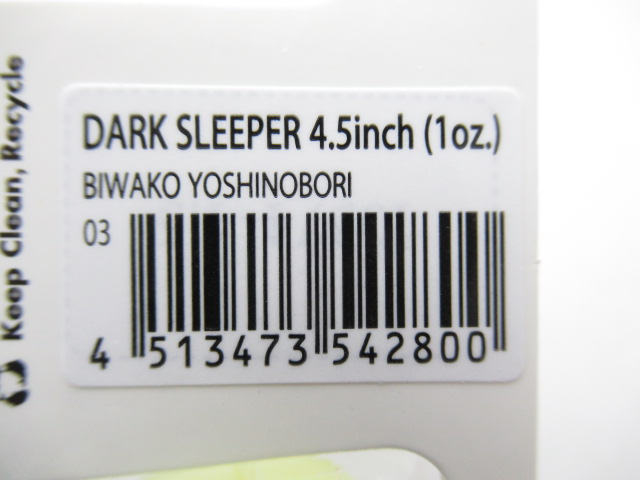 DARK SLEEPER 4.5inch (1oz.)
BIWAKO YOSHINOBORI
03
4 513473 542800
Keep Clean, Recycle